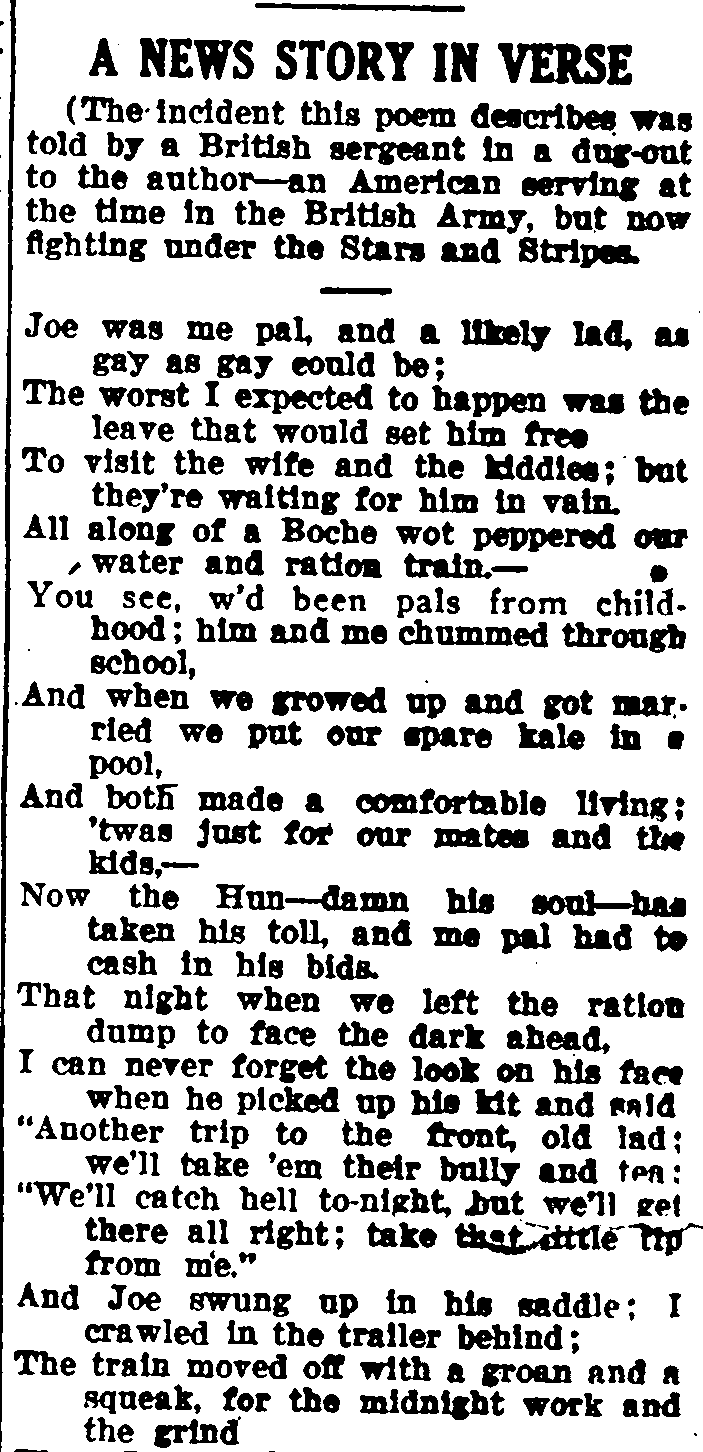 A NEWS STORY IN VERSE
(The incident this poem describes was
told by a British sergeant in a dug-out
to the author—an American serving at
the time in the British Army, but now
fighting under the Stars and Stripes.
Joe was me pal, and a likely lad, as
gay as gay could be;
The worst I expected to happen was the
leave that would set him free
To visit the wife and the kiddies; but
they're waiting for him in vain.
All along of a Boche wot peppered our
water and ration train.—
You see, w'd been pals from child-
hood; him and me chummed through
school,
And when we growed up and got mar-
ried we put our spare kale in a
pool,
And both made a comfortable living;
'twas just for our mates and the
kids,—
Now the Hun—damn his soul—has
taken his toll, and me pal had to
cash in his bids.
That night when we left the ration
dump to face the dark ahead,
I can never forget the look on his face
when he picked up his kit and said
"Another trip to the front, old lad;
we'll take 'em their bully and tea:
"We'll catch hell to-night, but we'll get
there all right; take that little tip
from me."
And Joe swung up in his saddle; I
crawled in the trailer behind;
The train moved off with a groan and a
squeak, for the midnight work and
the grind